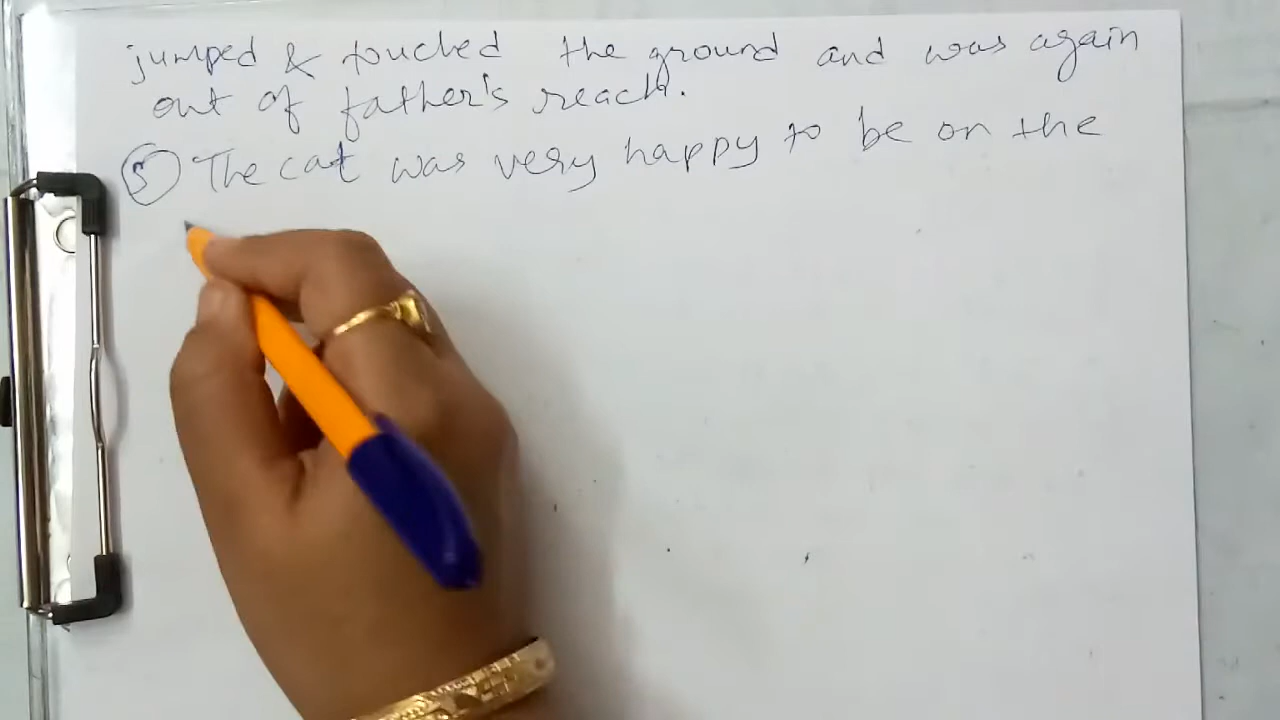 jumped & touched the ground and was again
out of father's reach.
5 The cat was very happy to be on the